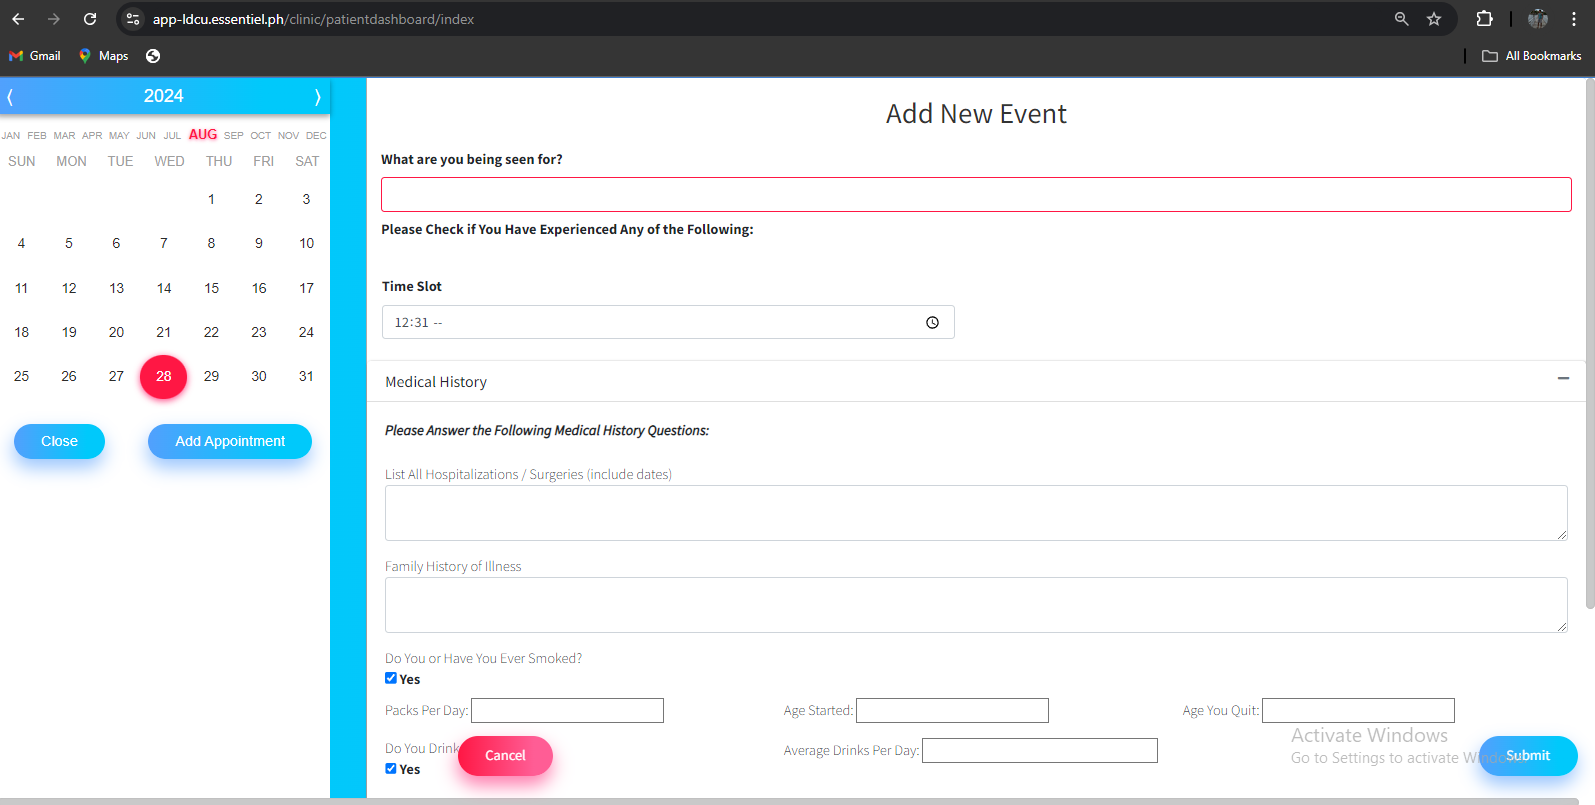 app-ldcu.essentiel.ph/clinic/patientdashboard/index
Gmail Maps All Bookmarks
2024
JAN FEB MAR APR MAY JUN JUL AUG SEP OCT NOV DEC
SUN MON TUE WED THU FRI SAT
1 2 3
4 5 6 7 8 9 10
11 12 13 14 15 16 17
18 19 20 21 22 23 24
25 26 27 28 29 30 31
Close Add Appointment
Add New Event
What are you being seen for?
Please Check if You Have Experienced Any of the Following:
Time Slot
12:31 --
Medical History
Please Answer the Following Medical History Questions:
List All Hospitalizations / Surgeries (include dates)
Family History of Illness
Do You or Have You Ever Smoked?
Yes
Packs Per Day: Age Started: Age You Quit:
Do You Drink Average Drinks Per Day:
Yes
Cancel
Submit
Activate Windows
Go to Settings to activate Windows.